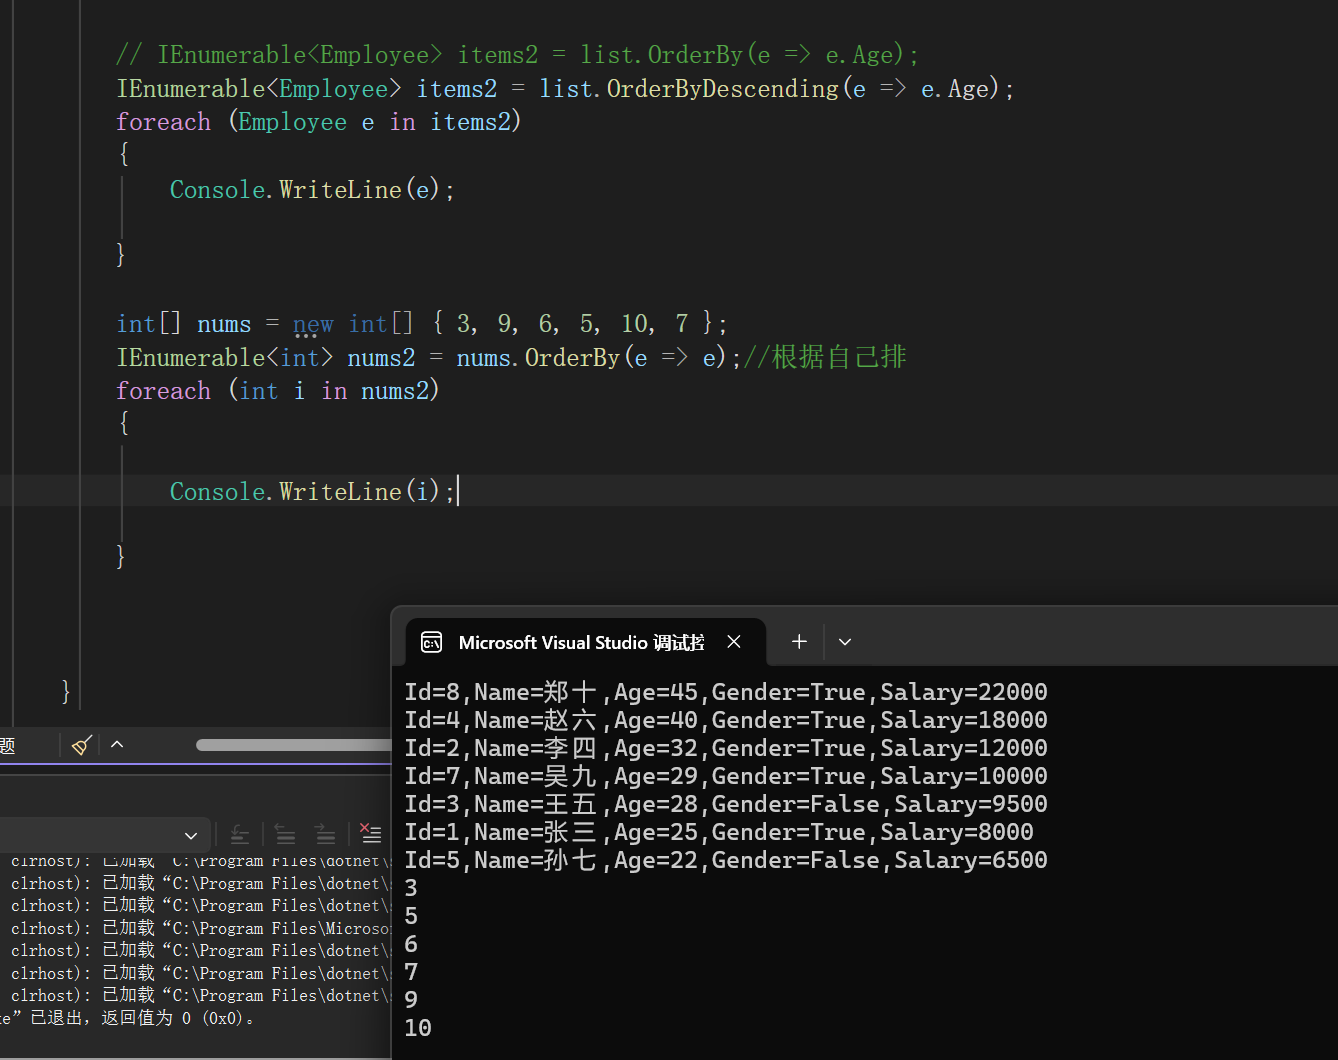 // IEnumerable<Employee> items2 = list.OrderBy(e => e.Age);
IEnumerable<Employee> items2 = list.OrderByDescending(e => e.Age);
foreach (Employee e in items2)
{
Console.WriteLine(e);
}
int[] nums = new int[] { 3, 9, 6, 5, 10, 7 };
IEnumerable<int> nums2 = nums.OrderBy(e => e);//根据自己排
foreach (int i in nums2)
{
Console.WriteLine(i);
}
}
题
clrhost): 已加载“C:\Program Files\dotnet\
clrhost): 已加载“C:\Program Files\dotnet\
clrhost): 已加载“C:\Program Files\dotnet\
clrhost): 已加载“C:\Program Files\Microso
clrhost): 已加载“C:\Program Files\dotnet\
clrhost): 已加载“C:\Program Files\dotnet\
clrhost): 已加载“C:\Program Files\dotnet\
e”已退出，返回值为 0 (0x0)。
Microsoft Visual Studio 调试控
Id=8,Name=郑十,Age=45,Gender=True,Salary=22000
Id=4,Name=赵六,Age=40,Gender=True,Salary=18000
Id=2,Name=李四,Age=32,Gender=True,Salary=12000
Id=7,Name=吴九,Age=29,Gender=True,Salary=10000
Id=3,Name=王五,Age=28,Gender=False,Salary=9500
Id=1,Name=张三,Age=25,Gender=True,Salary=8000
Id=5,Name=孙七,Age=22,Gender=False,Salary=6500
3
5
6
7
9
10